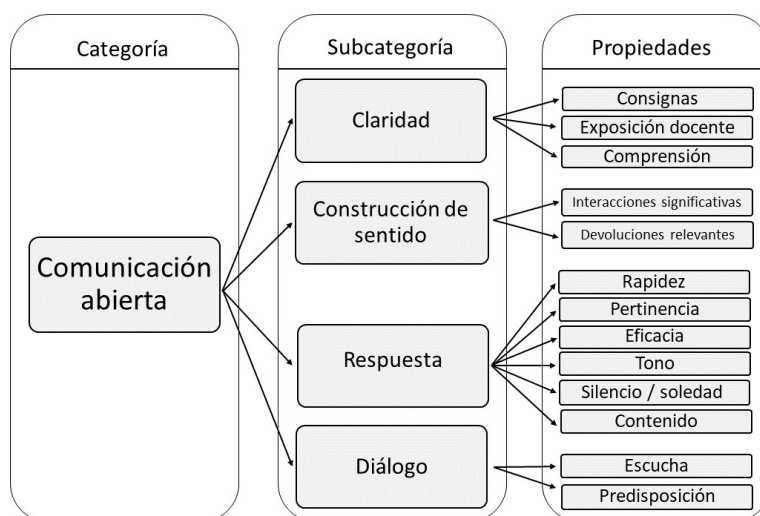 Categoría
Subcategoría
Propiedades
Comunicación
abierta
Claridad
Consignas
Exposición docente
Comprensión
Construcción de
sentido
Interacciones significativas
Devoluciones relevantes
Respuesta
Rapidez
Pertinencia
Eficacia
Tono
Silencio / soledad
Contenido
Diálogo
Escucha
Predisposición